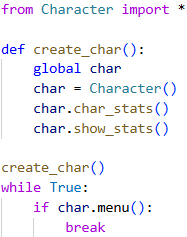 from Character import *
def create_char():
    global char
    char = Character()
    char.char_stats()
    char.show_stats()
create_char()
while True:
    if char.menu():
        break